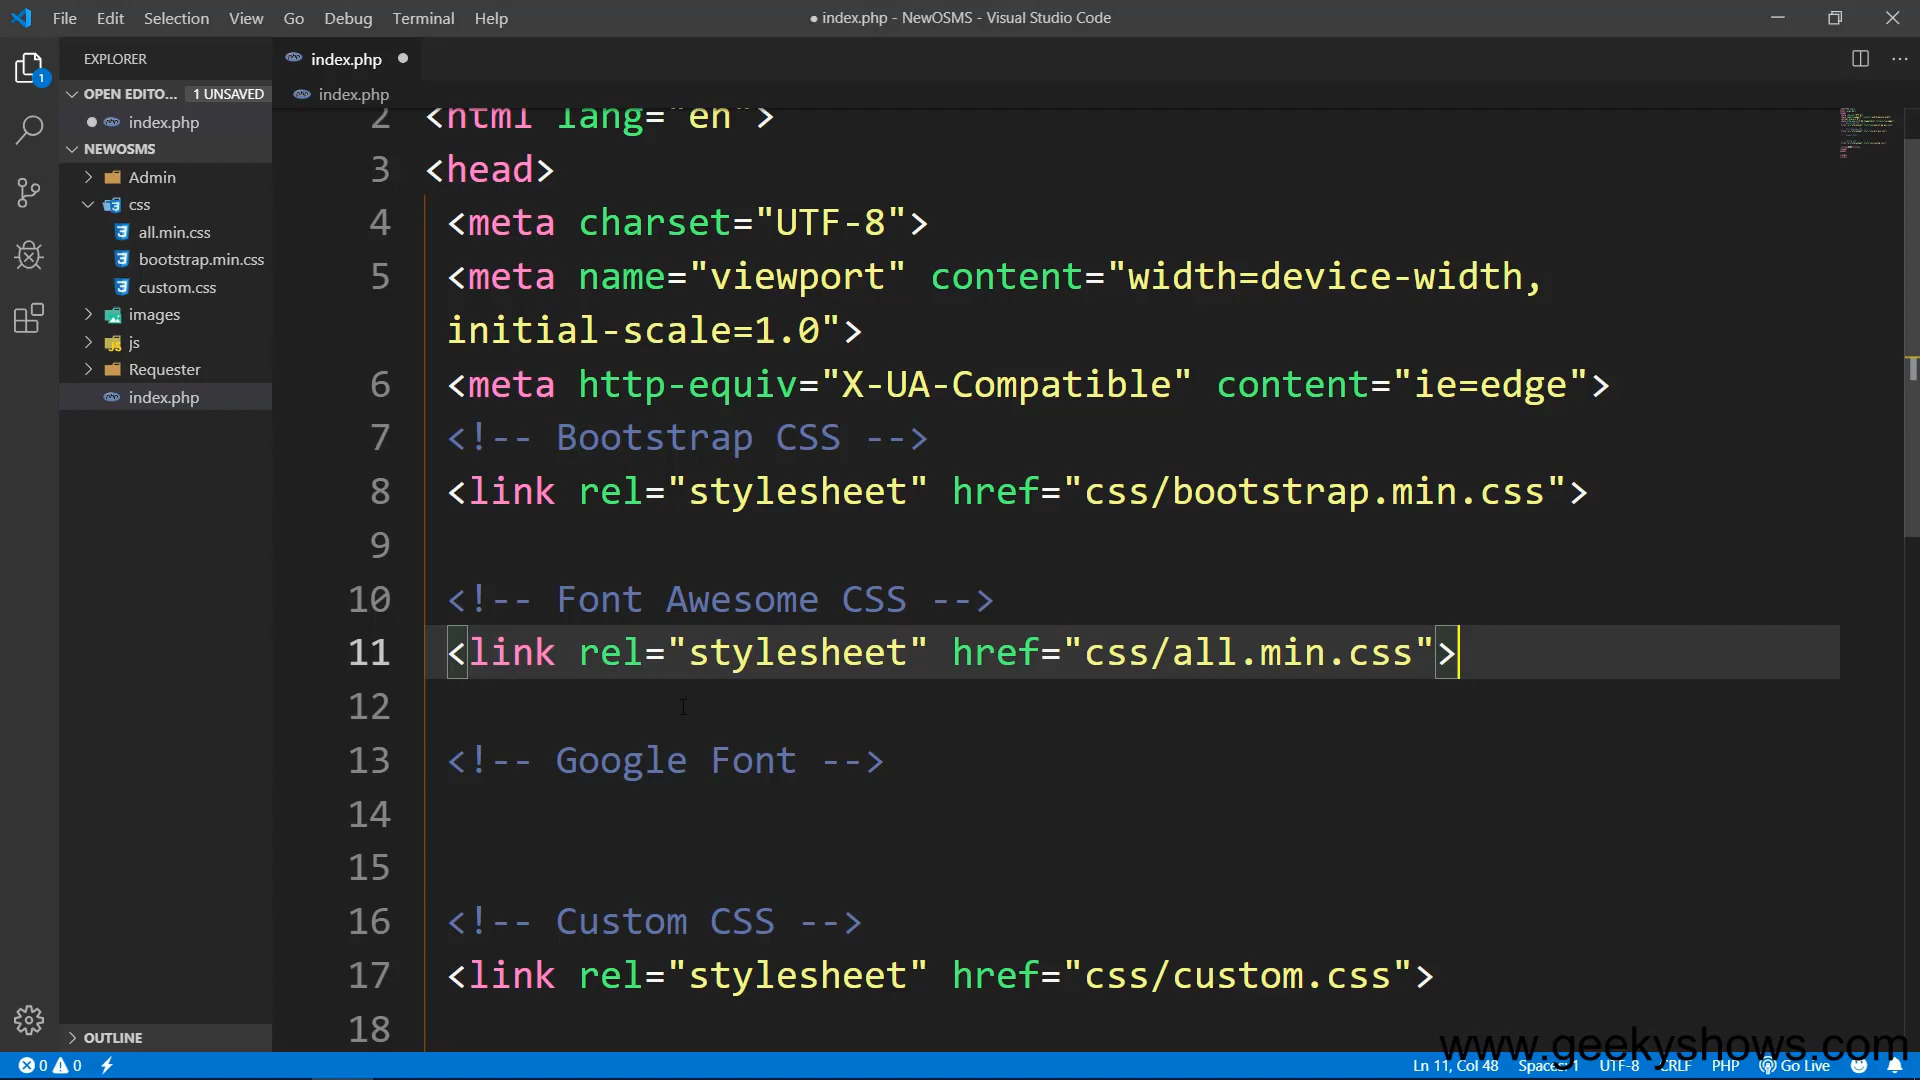 File Edit Selection View Go Debug Terminal Help
● index.php - NewOSMS - Visual Studio Code
EXPLORER
1
OPEN EDITO... 1 UNSAVED
index.php
NEWOSMS
Admin
css
all.min.css
bootstrap.min.css
custom.css
images
js
Requester
index.php
OUTLINE
index.php
index.php
2 <html lang="en">
3 <head>
4 <meta charset="UTF-8">
5 <meta name="viewport" content="width=device-width,
initial-scale=1.0">
6 <meta http-equiv="X-UA-Compatible" content="ie=edge">
7 <!-- Bootstrap CSS -->
8 <link rel="stylesheet" href="css/bootstrap.min.css">
9
10 <!-- Font Awesome CSS -->
11 <link rel="stylesheet" href="css/all.min.css">
12
13 <!-- Google Font -->
14
15
16 <!-- Custom CSS -->
17 <link rel="stylesheet" href="css/custom.css">
18
www.geekyshows.com
0 0 Ln 11, Col 48 Spaces: 1 UTF-8 CRLF PHP Go Live